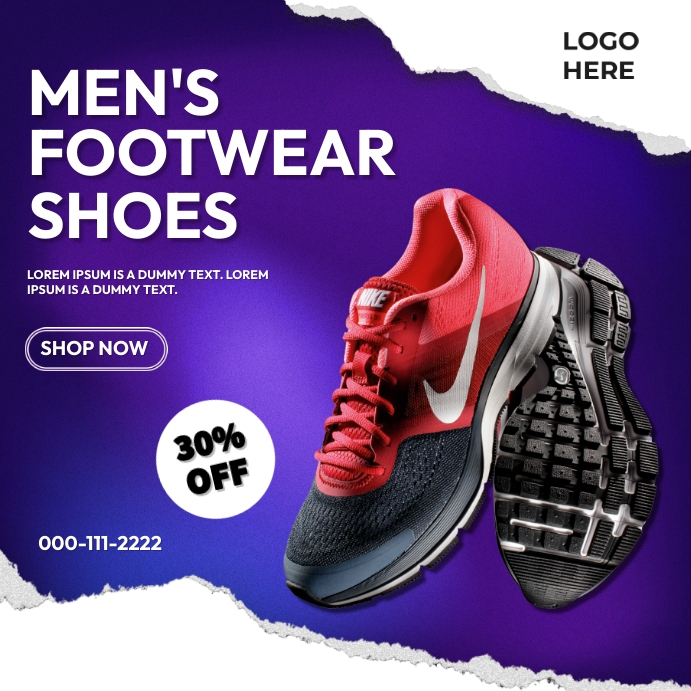 LOGO
HERE
MEN'S
FOOTWEAR
SHOES
LOREM IPSUM IS A DUMMY TEXT. LOREM
IPSUM IS A DUMMY TEXT.
SHOP NOW
30%
OFF
NIKE
000-111-2222